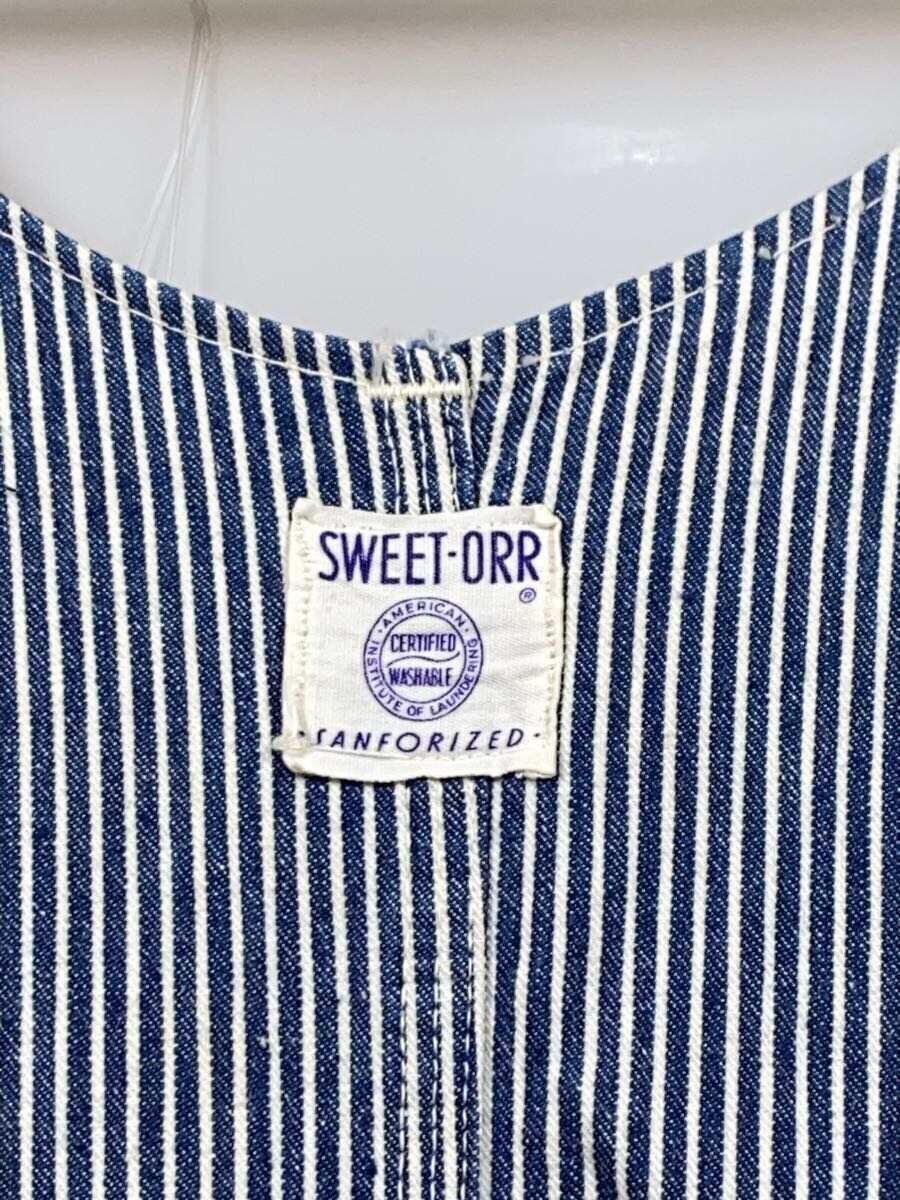 SWEET-ORR
®
· AMERICAN ·
INSTITUTE OF LAUNDERING
CERTIFIED
WASHABLE
SANFORIZED